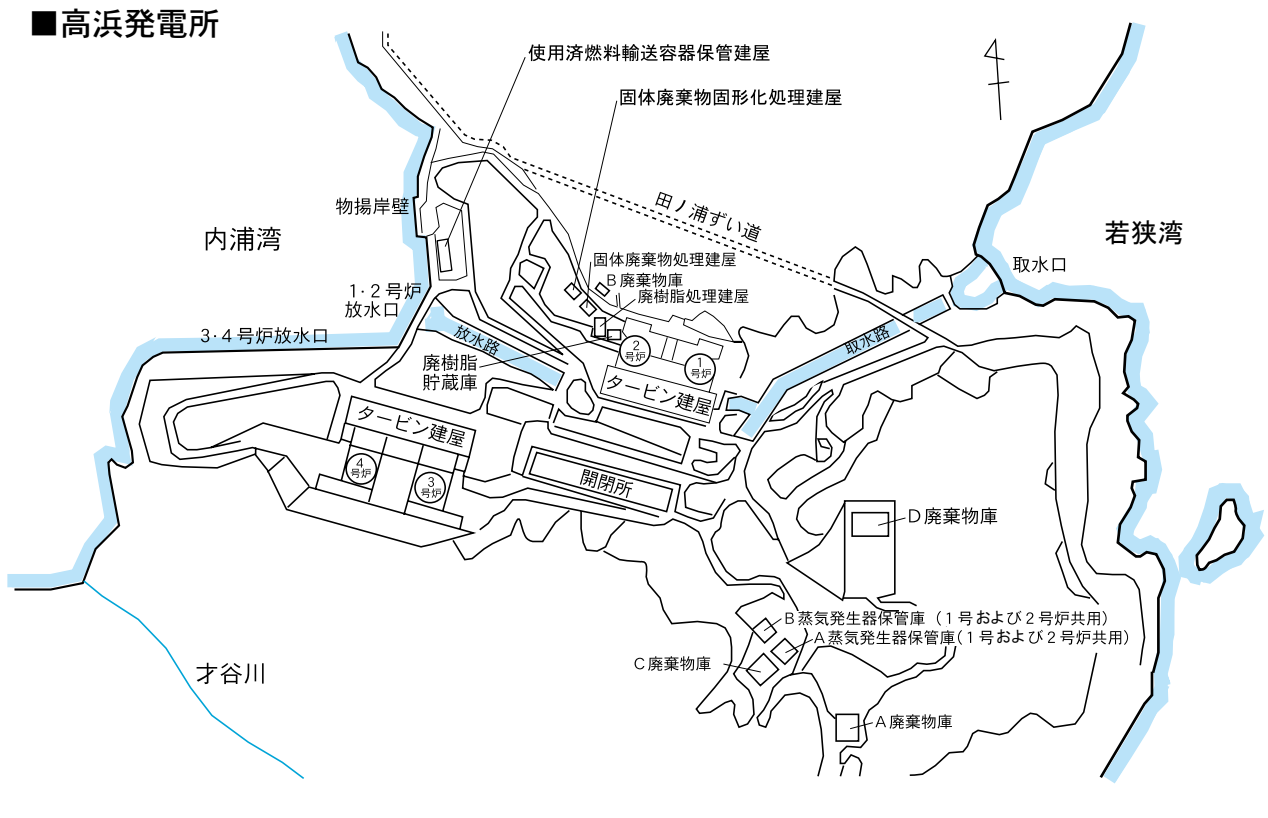 ■高浜発電所
使用済燃料輸送容器保管建屋
固体廃棄物固形化処理建屋
物揚岸壁
田ノ浦ずい道
内浦湾
若狭湾
固体廃棄物処理建屋
取水口
B廃棄物庫
1·2号炉
放水口
廃樹脂処理建屋
3·4号炉放水口
放水路
取水路
廃樹脂
貯蔵庫
2
号炉
1
号炉
タービン建屋
タービン建屋
4
号炉
3
号炉
開閉所
D廃棄物庫
B蒸気発生器保管庫（1号および2号炉共用）
A蒸気発生器保管庫（1号および2号炉共用）
C廃棄物庫
才谷川
A廃棄物庫